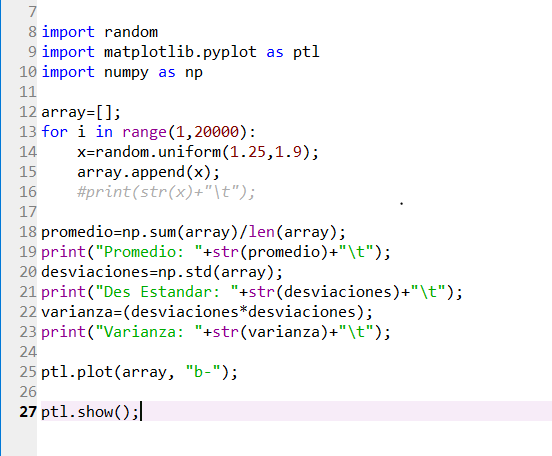 7
8 import random
9 import matplotlib.pyplot as ptl
10 import numpy as np
11
12 array=[];
13 for i in range(1,20000):
14     x=random.uniform(1.25,1.9);
15     array.append(x);
16     #print(str(x)+"\t");
17
18 promedio=np.sum(array)/len(array);
19 print("Promedio: "+str(promedio)+"\t");
20 desviaciones=np.std(array);
21 print("Des Estandar: "+str(desviaciones)+"\t");
22 varianza=(desviaciones*desviaciones);
23 print("Varianza: "+str(varianza)+"\t");
24
25 ptl.plot(array, "b-");
26
27 ptl.show();